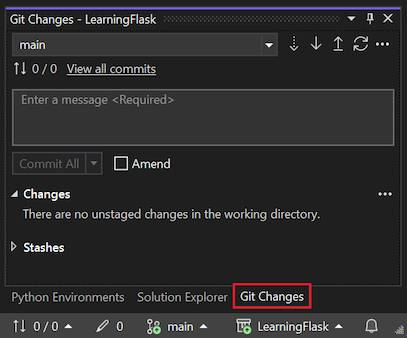 Git Changes - LearningFlask
main
0 / 0 View all commits
Enter a message <Required>
Commit All Amend
Changes
There are no unstaged changes in the working directory.
Stashes
Python Environments Solution Explorer Git Changes
0 / 0 0 main LearningFlask